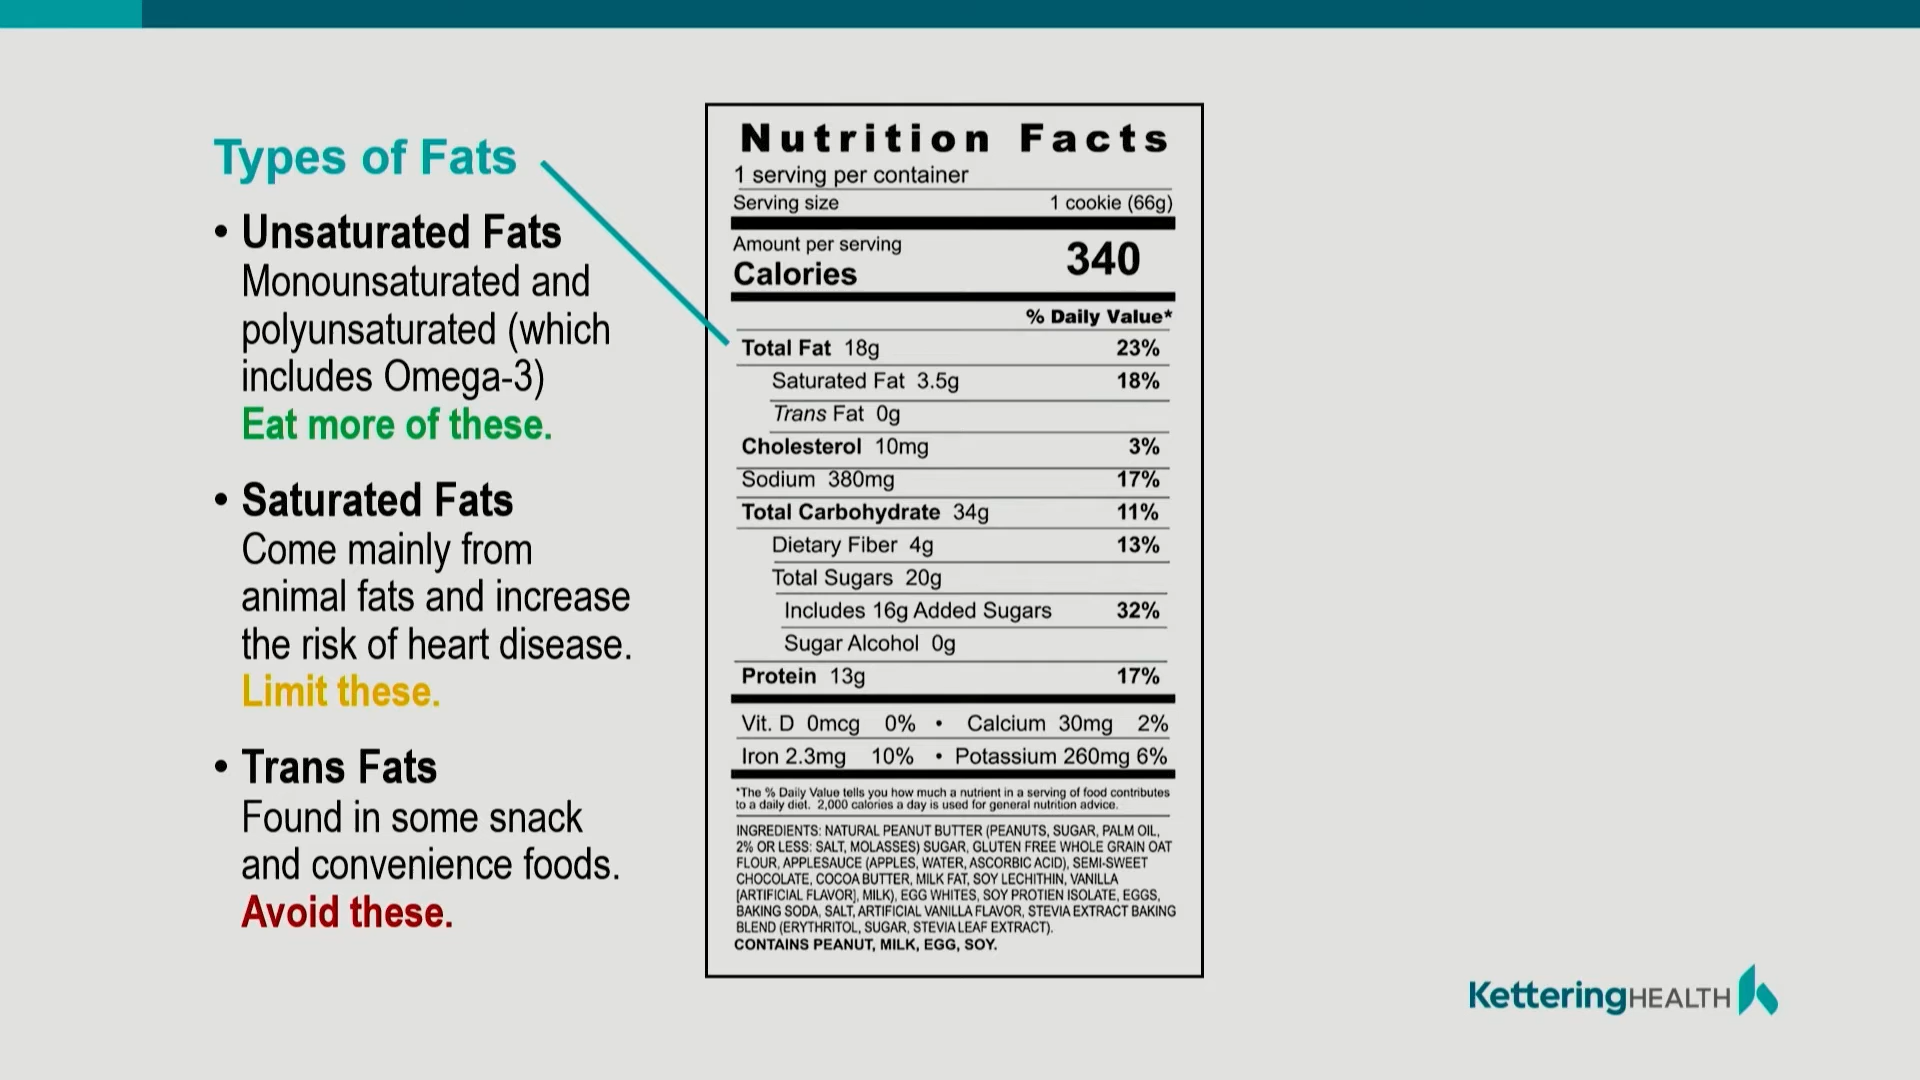 Types of Fats
• Unsaturated Fats
Monounsaturated and
polyunsaturated (which
includes Omega-3)
Eat more of these.
• Saturated Fats
Come mainly from
animal fats and increase
the risk of heart disease.
Limit these.
• Trans Fats
Found in some snack
and convenience foods.
Avoid these.
Nutrition Facts
1 serving per container
Serving size 1 cookie (66g)
Amount per serving
Calories 340
% Daily Value*
Total Fat 18g 23%
Saturated Fat 3.5g 18%
Trans Fat 0g
Cholesterol 10mg 3%
Sodium 380mg 17%
Total Carbohydrate 34g 11%
Dietary Fiber 4g 13%
Total Sugars 20g
Includes 16g Added Sugars 32%
Sugar Alcohol 0g
Protein 13g 17%
Vit. D 0mcg 0% • Calcium 30mg 2%
Iron 2.3mg 10% • Potassium 260mg 6%
*The % Daily Value tells you how much a nutrient in a serving of food contributes
to a daily diet. 2,000 calories a day is used for general nutrition advice.
INGREDIENTS: NATURAL PEANUT BUTTER (PEANUTS, SUGAR, PALM OIL,
2% OR LESS: SALT, MOLASSES) SUGAR, GLUTEN FREE WHOLE GRAIN OAT
FLOUR, APPLESAUCE (APPLES, WATER, ASCORBIC ACID), SEMI-SWEET
CHOCOLATE, COCOA BUTTER, MILK FAT, SOY LECHITHIN, VANILLA
[ARTIFICIAL FLAVOR], MILK), EGG WHITES, SOY PROTIEN ISOLATE, EGGS,
BAKING SODA, SALT, ARTIFICIAL VANILLA FLAVOR, STEVIA EXTRACT BAKING
BLEND (ERYTHRITOL, SUGAR, STEVIA LEAF EXTRACT).
CONTAINS PEANUT, MILK, EGG, SOY.
KetteringHEALTH